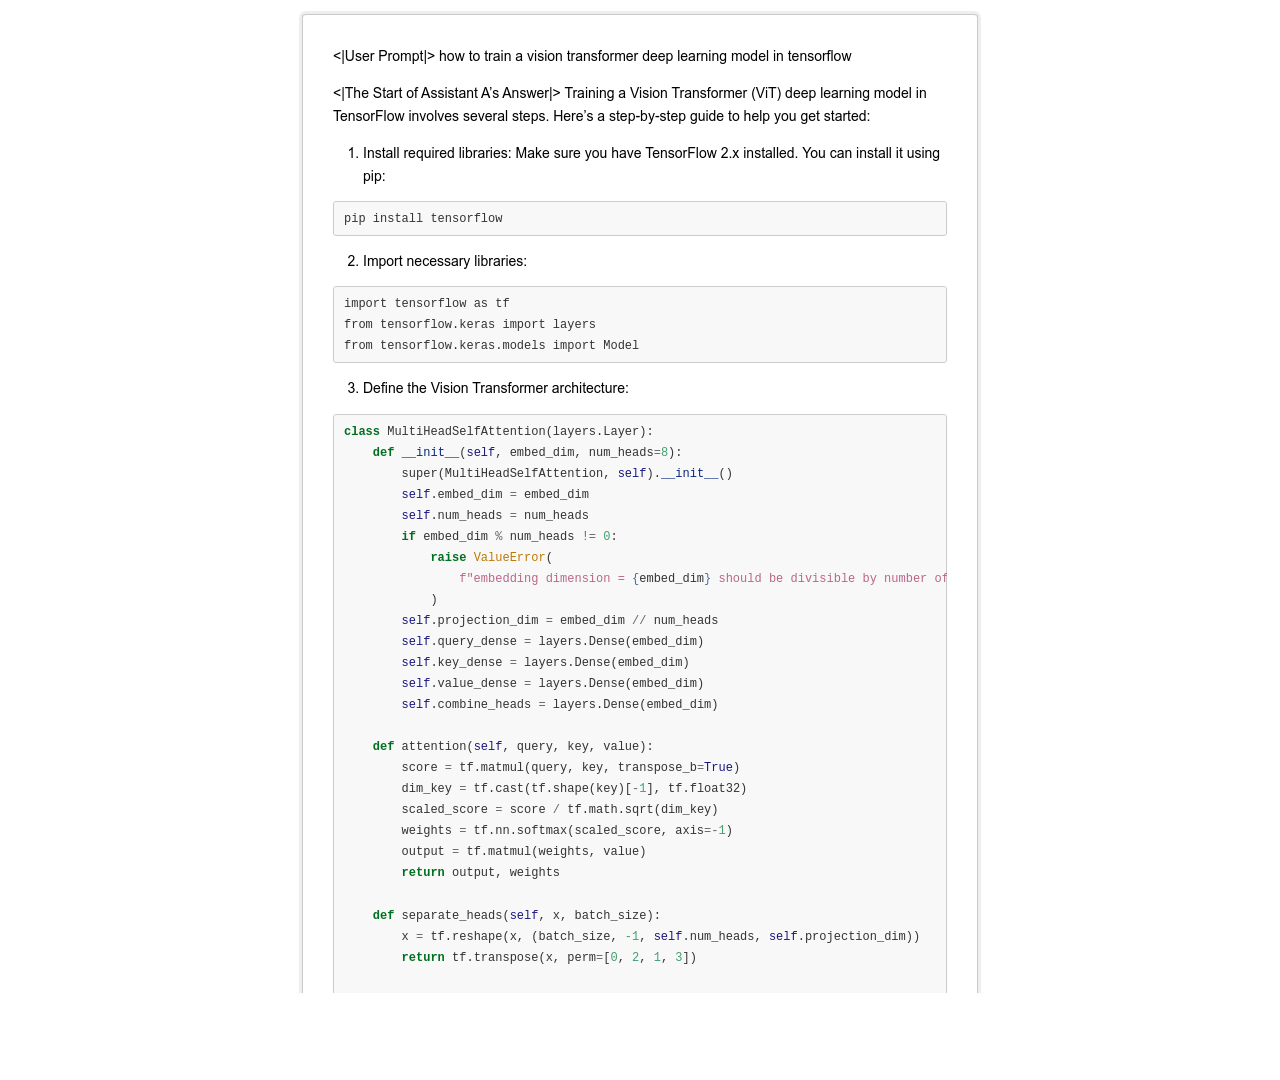 <|User Prompt|> how to train a vision transformer deep learning model in tensorflow
<|The Start of Assistant A’s Answer|> Training a Vision Transformer (ViT) deep learning model in
TensorFlow involves several steps. Here’s a step-by-step guide to help you get started:
1. Install required libraries: Make sure you have TensorFlow 2.x installed. You can install it using
pip:
pip install tensorflow
2. Import necessary libraries:
import tensorflow as tf
from tensorflow.keras import layers
from tensorflow.keras.models import Model
3. Define the Vision Transformer architecture:
class MultiHeadSelfAttention(layers.Layer):
    def __init__(self, embed_dim, num_heads=8):
        super(MultiHeadSelfAttention, self).__init__()
        self.embed_dim = embed_dim
        self.num_heads = num_heads
        if embed_dim % num_heads != 0:
            raise ValueError(
                f"embedding dimension = {embed_dim} should be divisible by number of
            )
        self.projection_dim = embed_dim // num_heads
        self.query_dense = layers.Dense(embed_dim)
        self.key_dense = layers.Dense(embed_dim)
        self.value_dense = layers.Dense(embed_dim)
        self.combine_heads = layers.Dense(embed_dim)

    def attention(self, query, key, value):
        score = tf.matmul(query, key, transpose_b=True)
        dim_key = tf.cast(tf.shape(key)[-1], tf.float32)
        scaled_score = score / tf.math.sqrt(dim_key)
        weights = tf.nn.softmax(scaled_score, axis=-1)
        output = tf.matmul(weights, value)
        return output, weights

    def separate_heads(self, x, batch_size):
        x = tf.reshape(x, (batch_size, -1, self.num_heads, self.projection_dim))
        return tf.transpose(x, perm=[0, 2, 1, 3])